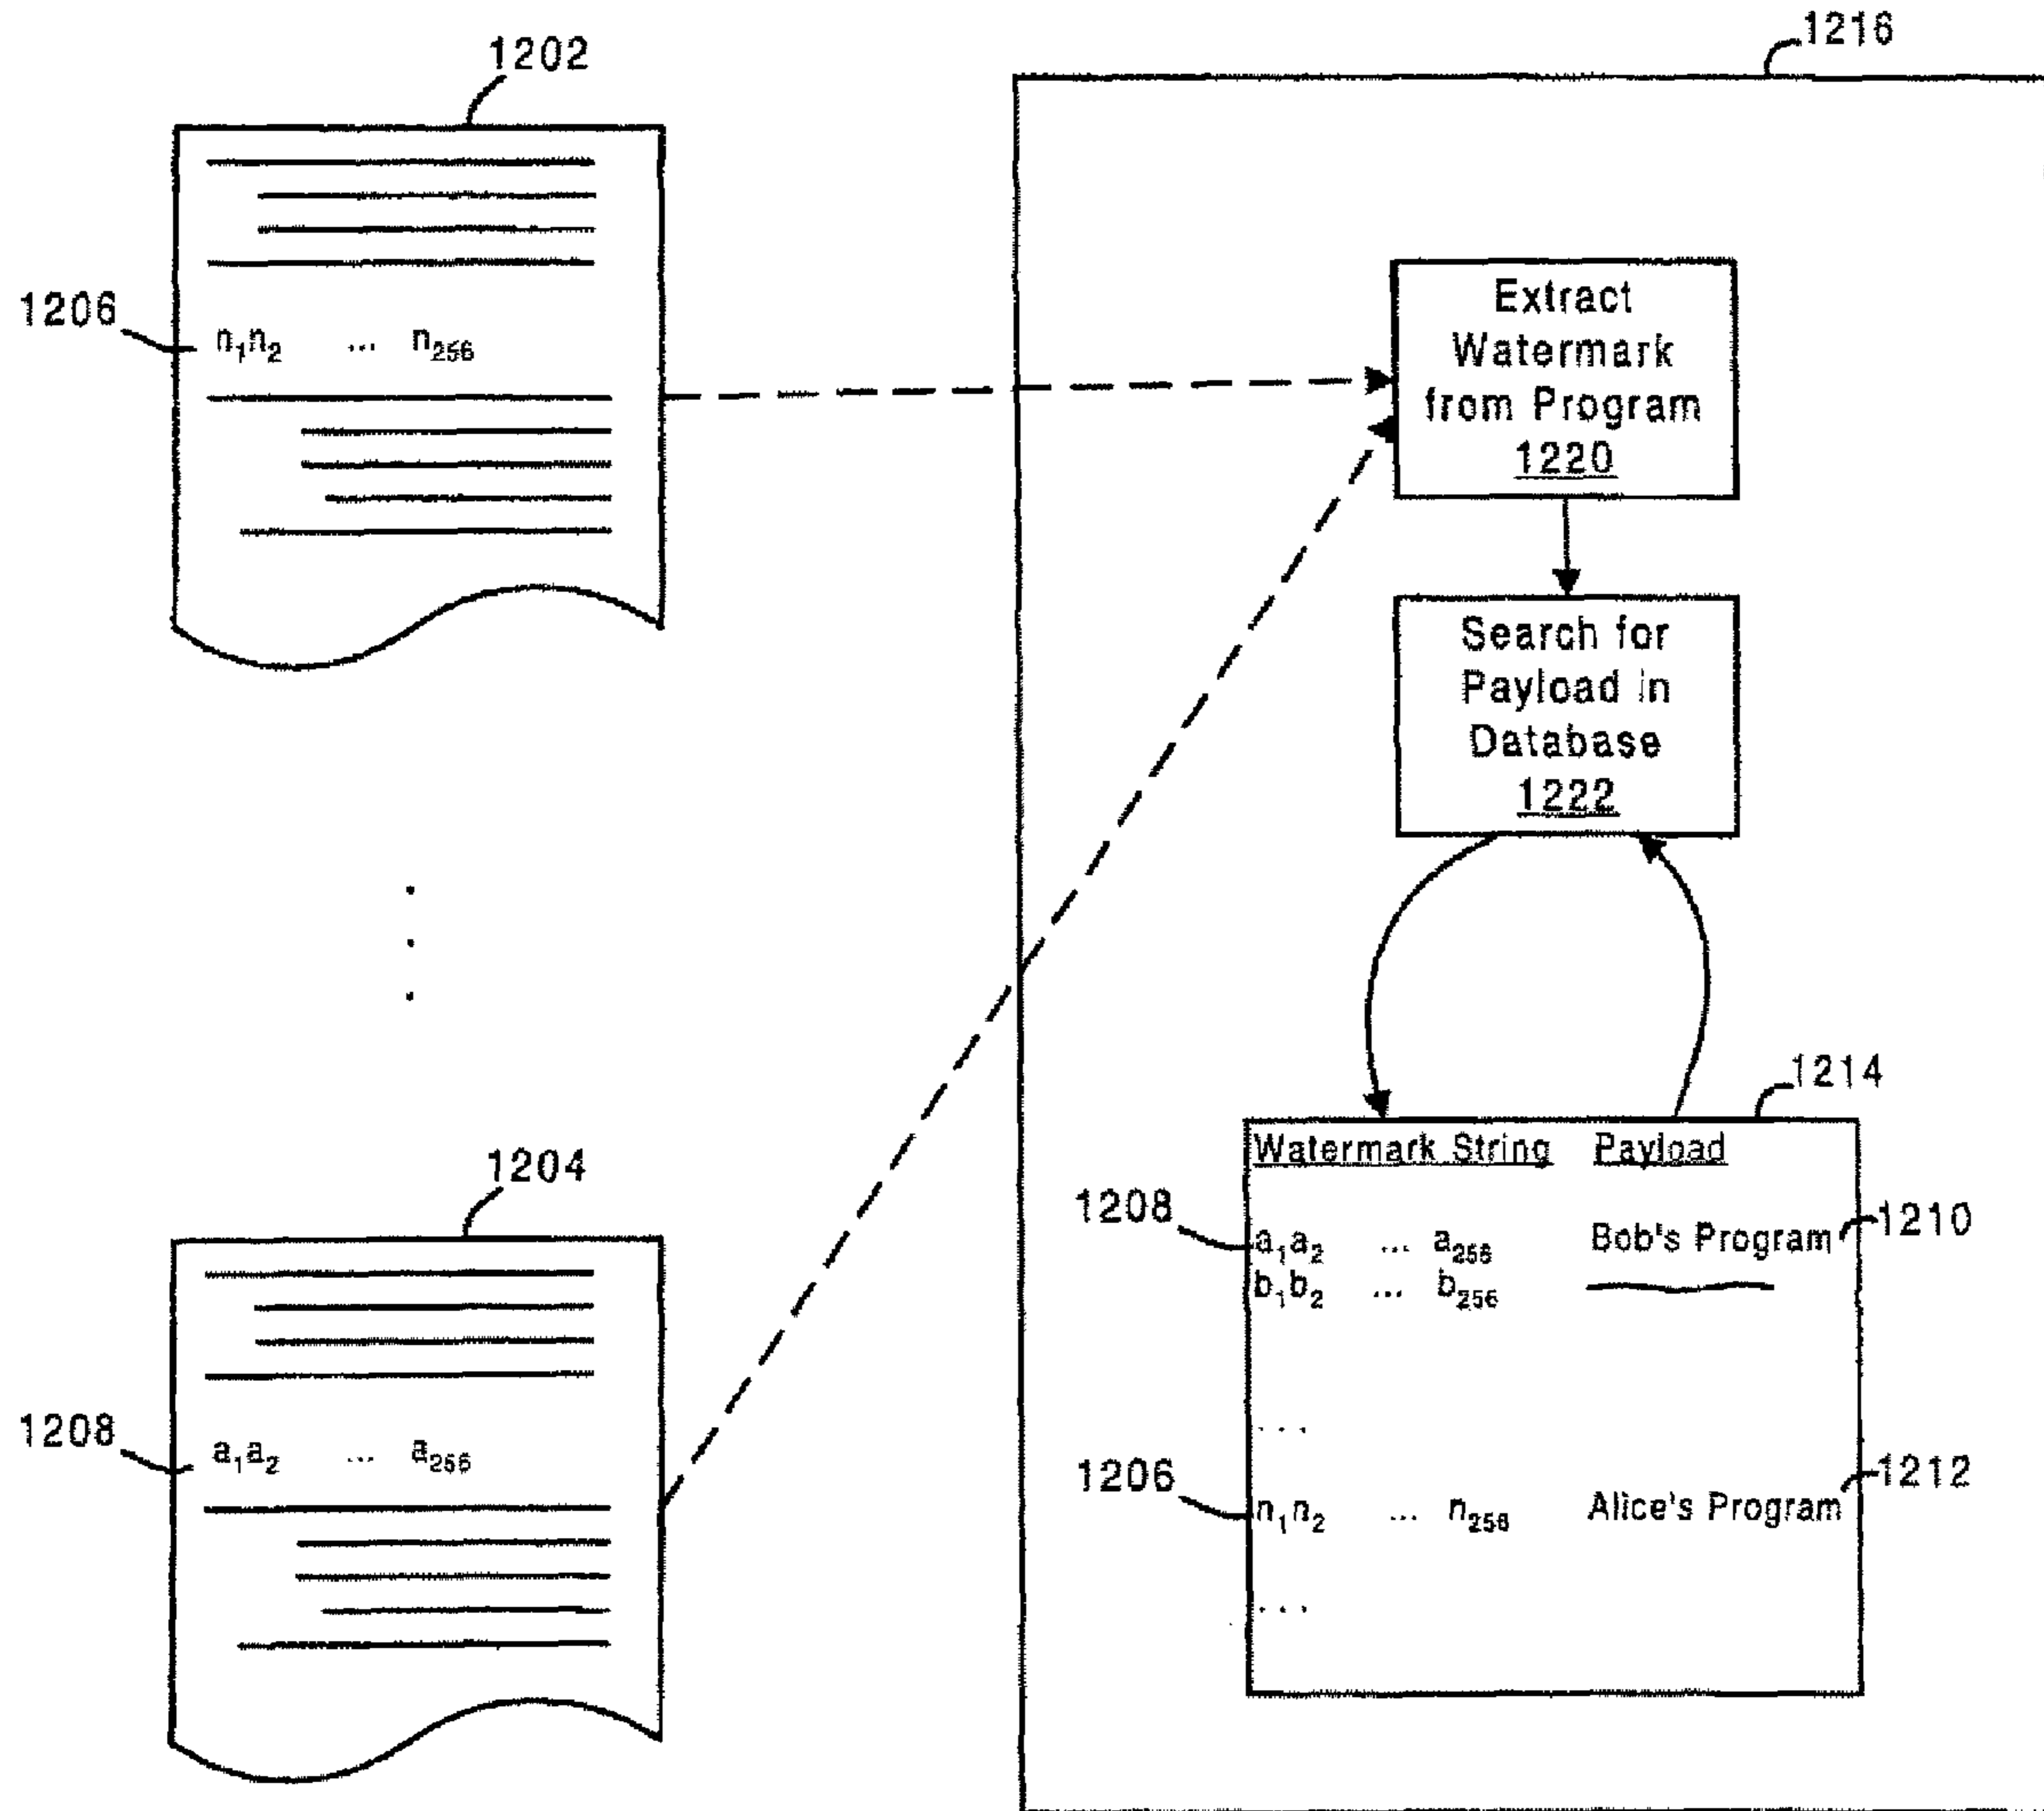 1202
1206
n₁n₂ ... n₂₅₆
1204
1208
a₁a₂ ... a₂₅₆
1216
Extract
Watermark
from Program
1220
Search for
Payload in
Database
1222
1214
Watermark String Payload
1208
a₁a₂ ... a₂₅₆ Bob's Program
1210
b₁b₂ ... b₂₅₆
...
1206
n₁n₂ ... n₂₅₆ Alice's Program
1212
...